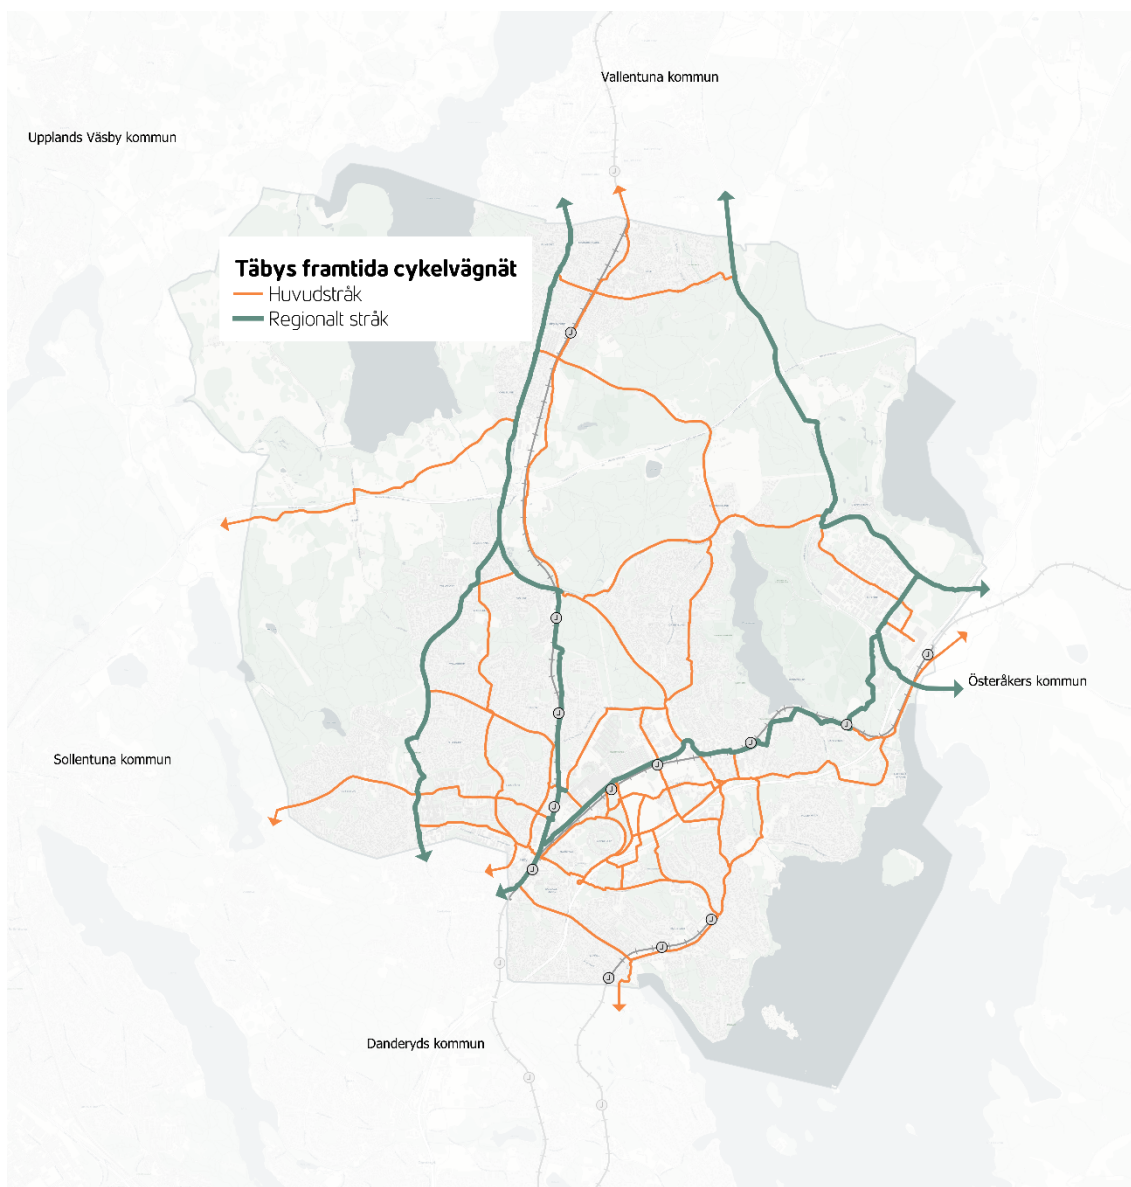 Vallentuna kommun
Upplands Väsby kommun
Täbys framtida cykelvägnät
Huvudstråk
Regionalt stråk
Österåkers kommun
Sollentuna kommun
Danderyds kommun